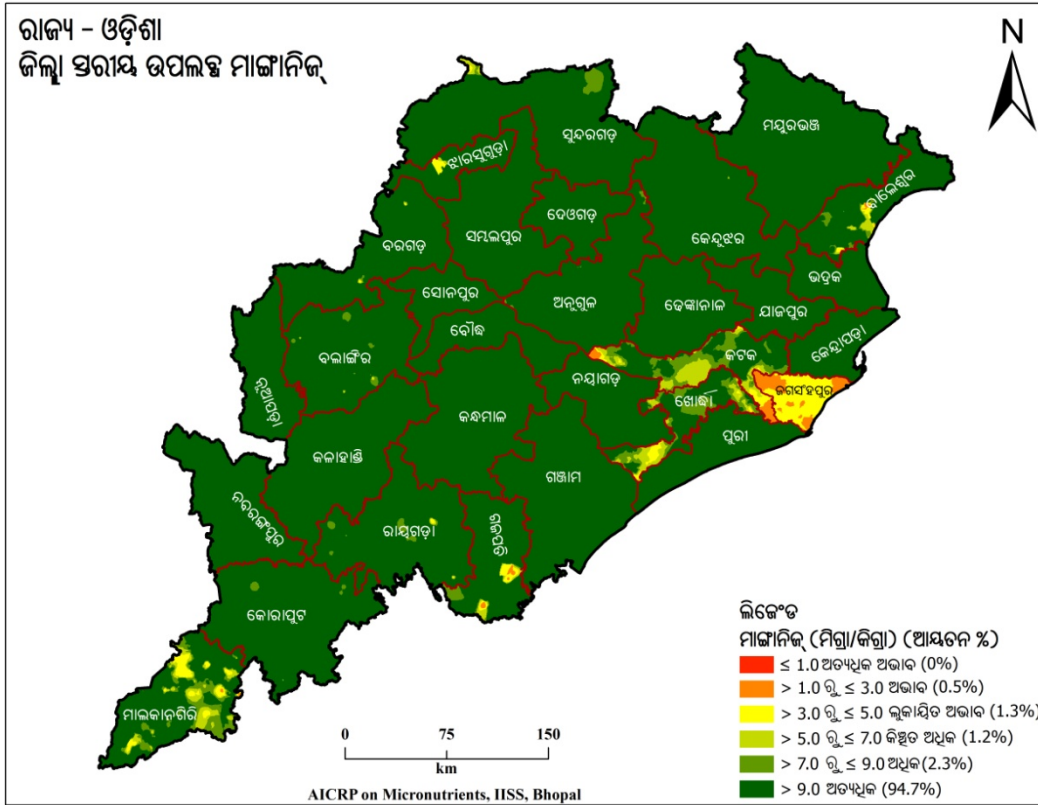 ରାଜ୍ୟ – ଓଡ଼ିଶା
ଜିଲ୍ଲା ସ୍ତରୀୟ ଉପଲବ୍ଧ ମାଙ୍ଗାନିଜ୍
N
ମୟୁରଭଞ୍ଜ
ସୁନ୍ଦରଗଡ଼
ଝାରସୁଗୁଡ଼ା
ବାଲେଶ୍ୱର
ଦେଓଗଡ଼
ସମ୍ଭଲପୁର
କେନ୍ଦୁଝର
ବରଗଡ଼
ଭଦ୍ରକ
ସୋନପୁର
ଅନୁଗୁଳ
ଢେଙ୍କାନାଳ
ଯାଜପୁର
ବୌଦ୍ଧ
କେନ୍ଦ୍ରାପଡ଼ା
ବଲାଙ୍ଗିର
କଟକ
ନୟାଗଡ଼
ଜଗସଂହପୁର
ନୂଆପଡ଼ା
ଖୋର୍ଦ୍ଧା
କନ୍ଧମାଳ
ପୁରୀ
କଳାହାଣ୍ଡି
ଗଞ୍ଜାମ
ନବରଙ୍ଗପୁର
ରାୟଗଡ଼ା
ଗଜପତି
କୋରାପୁଟ
ମାଲକାନଗିରି
ଲିଜେଂଡ
ମାଙ୍ଗାନିଜ୍ (ମିଗ୍ରା/କିଗ୍ରା) (ଆୟତନ %)
≤ 1.0 ଅତ୍ୟଧିକ ଅଭାବ (0%)
> 1.0 ରୁ ≤ 3.0 ଅଭାବ (0.5%)
> 3.0 ରୁ ≤ 5.0 ଲୁକାୟିତ ଅଭାବ (1.3%)
> 5.0 ରୁ ≤ 7.0 କିଞ୍ଚିତ ଅଧିକ (1.2%)
> 7.0 ରୁ ≤ 9.0 ଅଧିକ (2.3%)
> 9.0 ଅତ୍ୟଧିକ (94.7%)
0 75 150
km
AICRP on Micronutrients, IISS, Bhopal